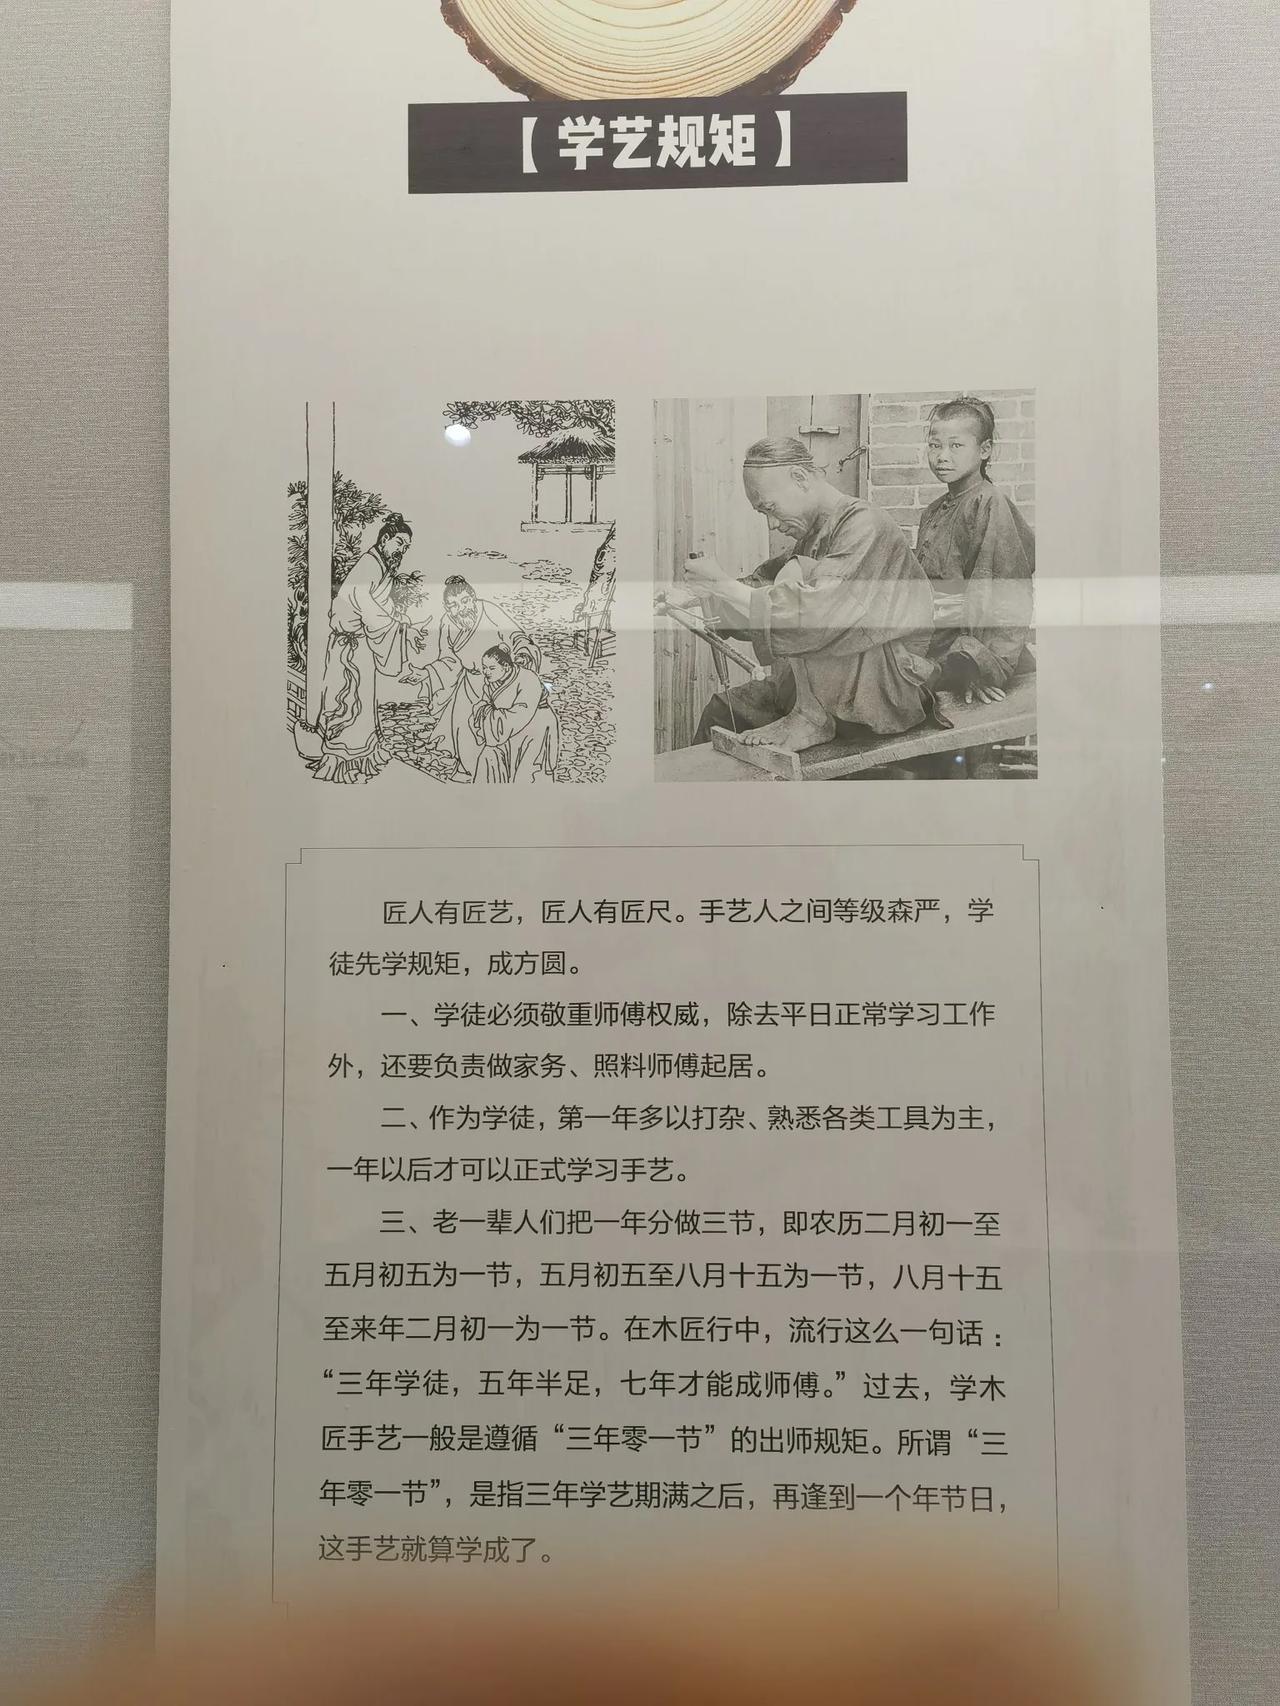 【学艺规矩】
匠人有匠艺，匠人有匠尺。手艺人之间等级森严，学
徒先学规矩，成方圆。
一、学徒必须敬重师傅权威，除去平日正常学习工作
外，还要负责做家务、照料师傅起居。
二、作为学徒，第一年多以打杂、熟悉各类工具为主，
一年以后才可以正式学习手艺。
三、老一辈人们把一年分做三节，即农历二月初一至
五月初五为一节，五月初五至八月十五为一节，八月十五
至来年二月初一为一节。在木匠行中，流行这么一句话：
“三年学徒，五年半足，七年才能成师傅。”过去，学木
匠手艺一般是遵循“三年零一节”的出师规矩。所谓“三
年零一节”，是指三年学艺期满之后，再逢到一个年节日，
这手艺就算学成了。